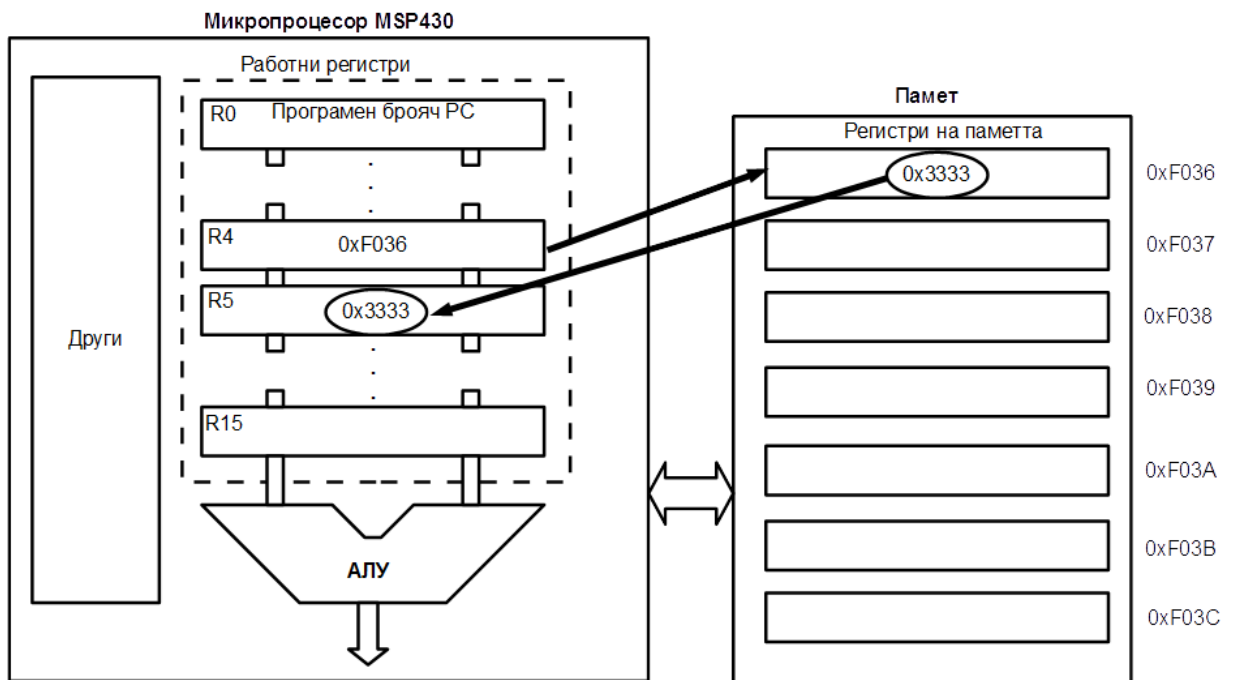 Микропроцесор MSP430
Работни регистри
R0 Програмен брояч PC
R4 0xF036
R5 0x3333
R15
Други
АЛУ
Памет
Регистри на паметта
0x3333 0xF036
0xF037
0xF038
0xF039
0xF03A
0xF03B
0xF03C